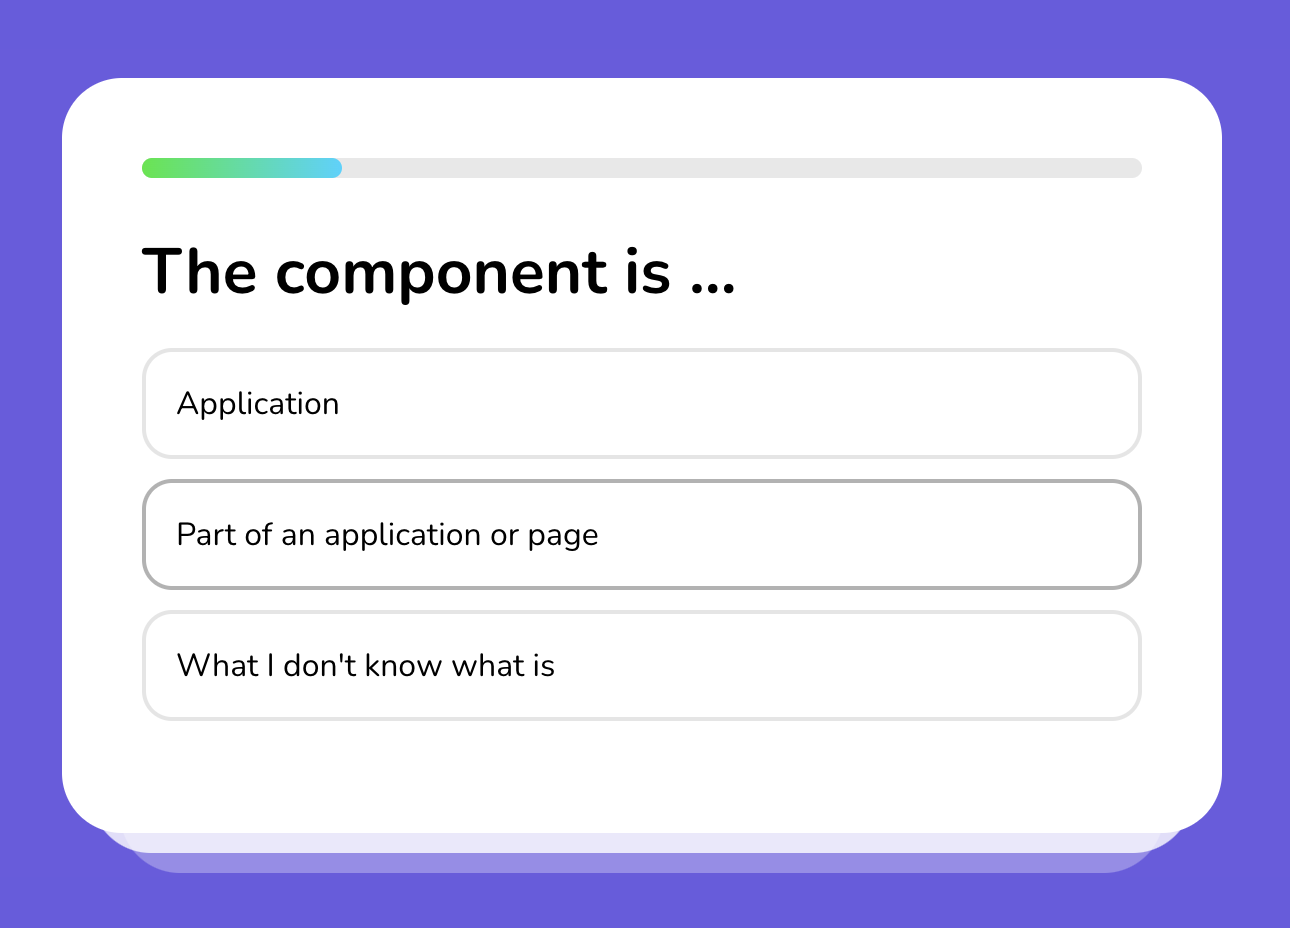 The component is ...
Application
Part of an application or page
What I don't know what is